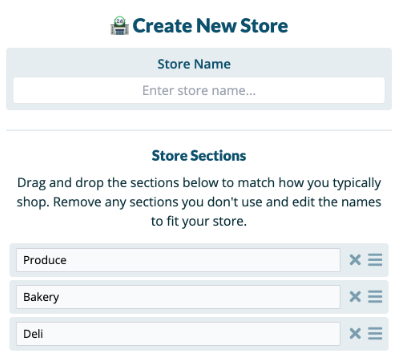 Create New Store
Store Name
Enter store name...
Store Sections
Drag and drop the sections below to match how you typically
shop. Remove any sections you don't use and edit the names
to fit your store.
Produce
Bakery
Deli